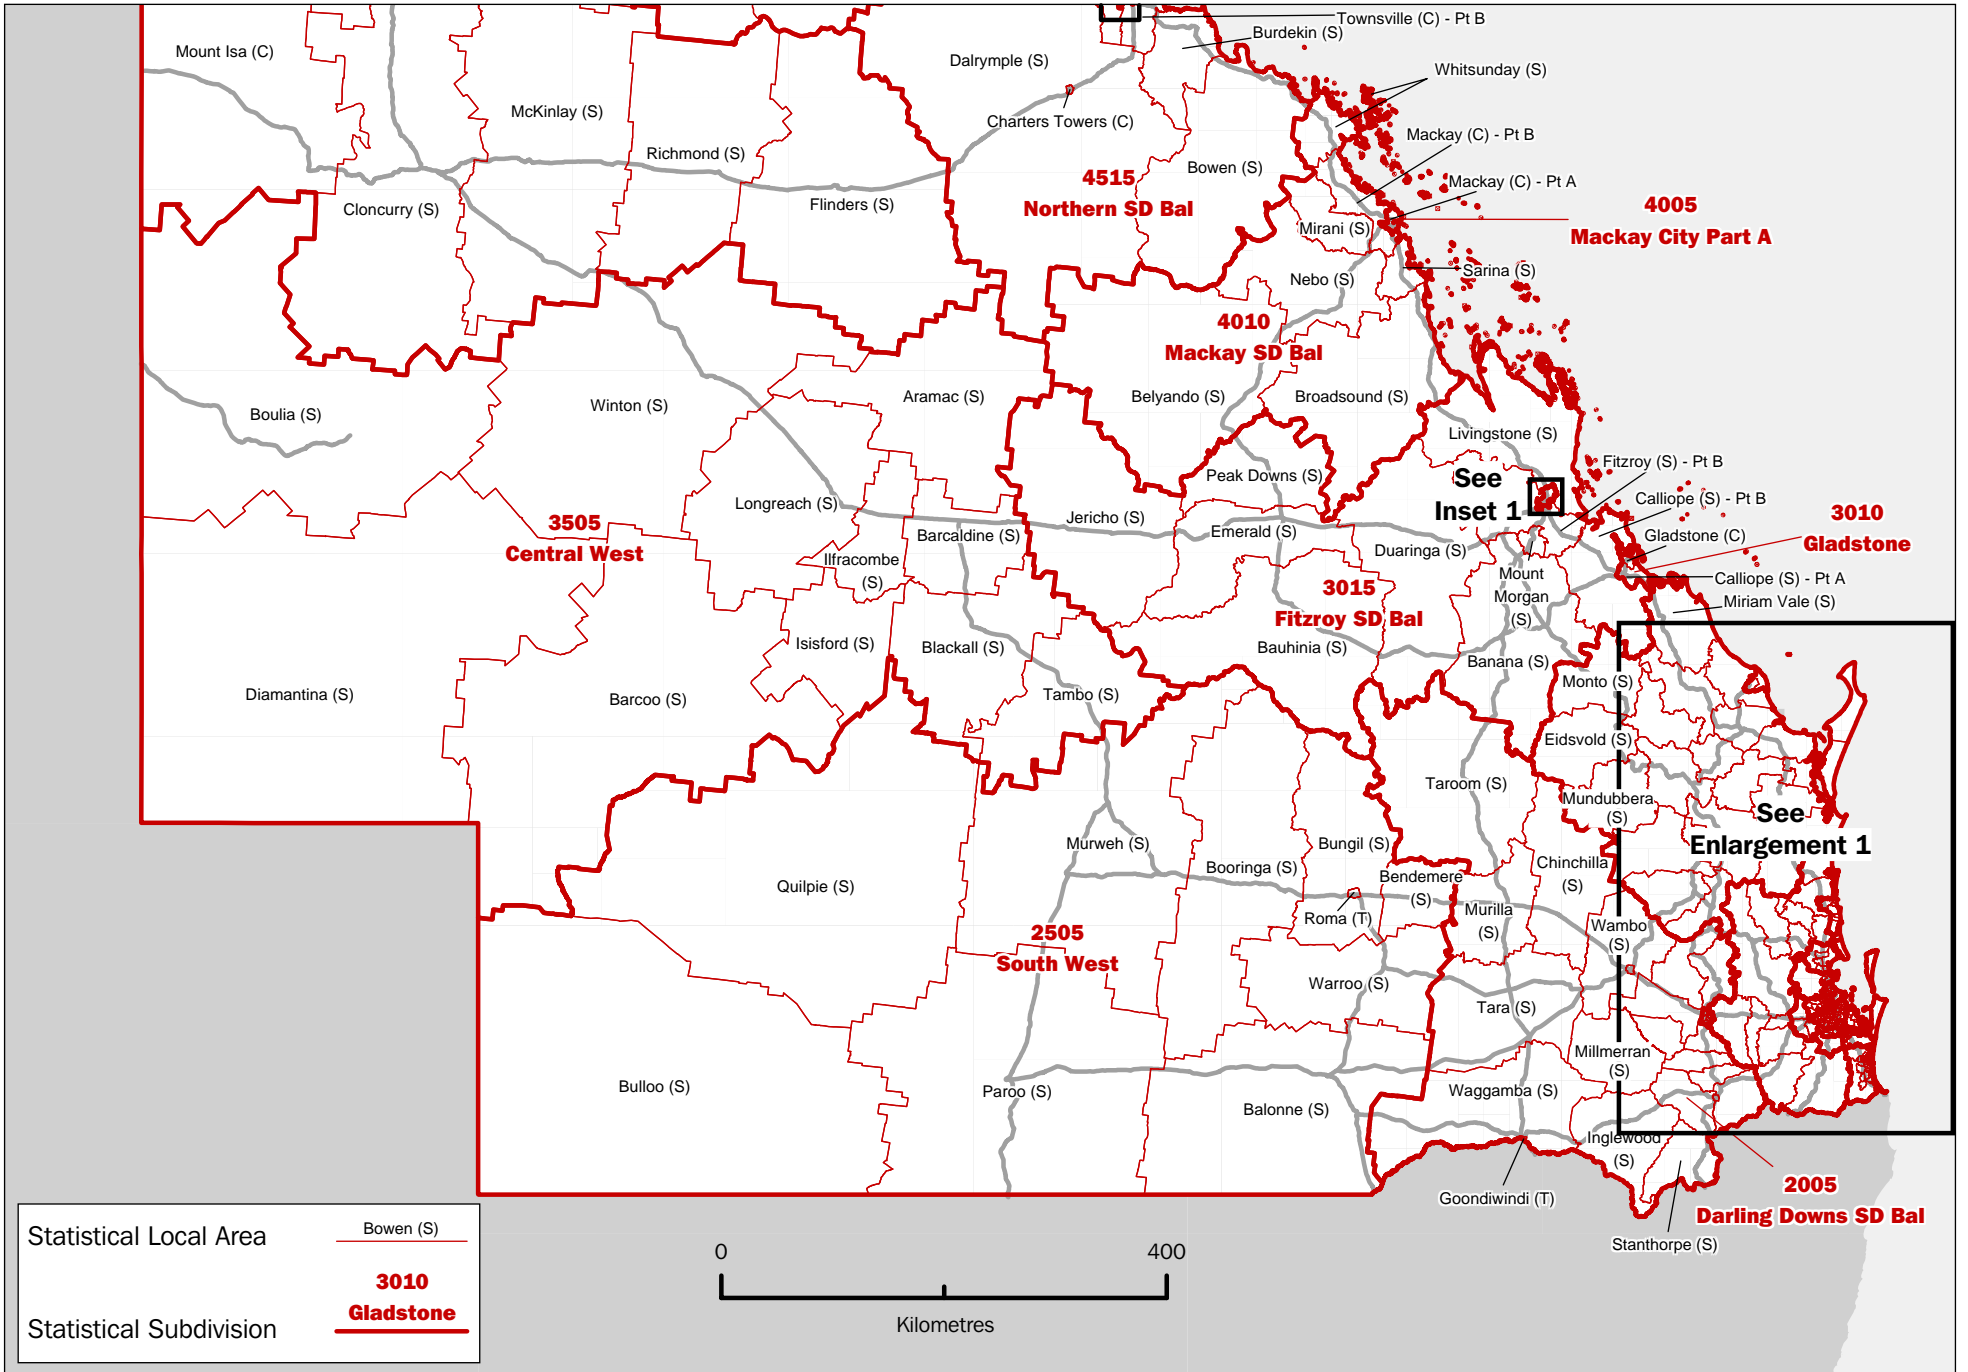 Townsville (C) - Pt B
Burdekin (S)
Mount Isa (C)
Dalrymple (S)
Whitsunday (S)
McKinlay (S)
Charters Towers (C)
Mackay (C) - Pt B
Richmond (S)
Bowen (S)
4515
Northern SD Bal
Mackay (C) - Pt A
Cloncurry (S)
Flinders (S)
4005
Mackay City Part A
Mirani (S)
Sarina (S)
Nebo (S)
4010
Mackay SD Bal
Boulia (S)
Winton (S)
Aramac (S)
Belyando (S)
Broadsound (S)
Livingstone (S)
Fitzroy (S) - Pt B
See
Inset 1
Peak Downs (S)
Calliope (S) - Pt B
Longreach (S)
3505
Central West
Jericho (S)
Emerald (S)
Barcaldine (S)
Duaringa (S)
Gladstone (C)
3010
Gladstone
Ilfracombe
(S)
Mount
Morgan
(S)
Calliope (S) - Pt A
3015
Fitzroy SD Bal
Miriam Vale (S)
Isisford (S)
Blackall (S)
Bauhinia (S)
Banana (S)
Diamantina (S)
Barcoo (S)
Tambo (S)
Monto (S)
Eidsvold (S)
Taroom (S)
Mundubbera
(S)
See
Enlargement 1
Murweh (S)
Bungil (S)
Booringa (S)
Chinchilla
(S)
Quilpie (S)
Bendemere
(S)
Roma (T)
Murilla
(S)
Wambo
(S)
2505
South West
Warroo (S)
Tara (S)
Millmerran
(S)
Bulloo (S)
Paroo (S)
Balonne (S)
Waggamba (S)
Inglewood
(S)
Goondiwindi (T)
2005
Darling Downs SD Bal
Stanthorpe (S)
Statistical Local Area
Bowen (S)
3010
Gladstone
Statistical Subdivision
0
400
Kilometres